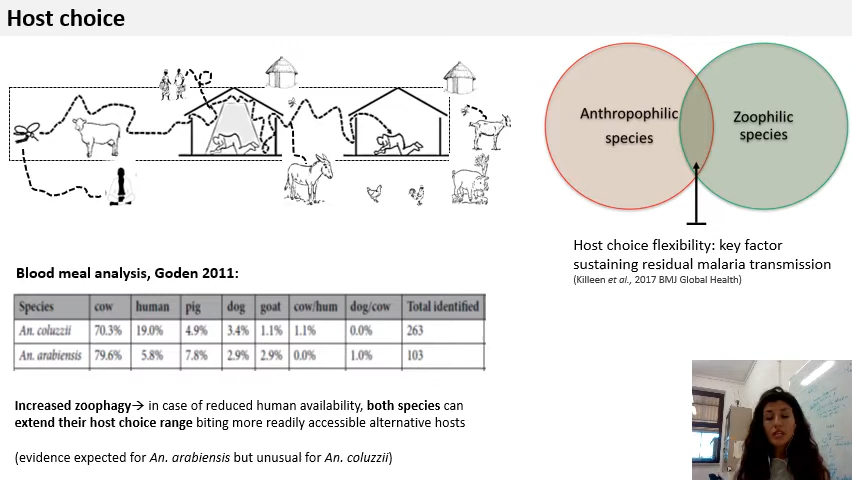 Host choice
Anthropophilic
species
Zoophilic
species
Host choice flexibility: key factor
sustaining residual malaria transmission
(Killeen et al., 2017 BMJ Global Health)
Blood meal analysis, Goden 2011:
Species cow human pig dog goat cow/hum dog/cow Total identified
An. coluzzii 70.3% 19.0% 4.9% 3.4% 1.1% 1.1% 0.0% 263
An. arabiensis 79.6% 5.8% 7.8% 2.9% 2.9% 0.0% 1.0% 103
Increased zoophagy→ in case of reduced human availability, both species can
extend their host choice range biting more readily accessible alternative hosts
(evidence expected for An. arabiensis but unusual for An. coluzzii)